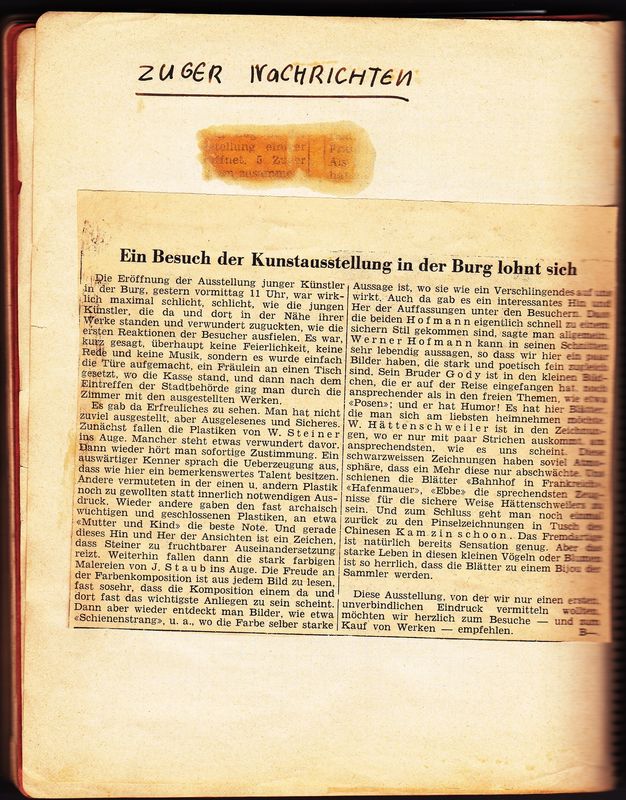 ZUGER NACHRICHTEN
stellung einer
ffnet. 5 Zuger
Als
Ein Besuch der Kunstausstellung in der Burg lohnt sich
Die Eröffnung der Ausstellung junger Künstler
in der Burg, gestern vormittag 11 Uhr, war wirk-
lich maximal schlicht, schlicht, wie die jungen
Künstler, die da und dort in der Nähe ihrer
Werke standen und verwundert zuguckten, wie die
ersten Reaktionen der Besucher ausfielen. Es war,
kurz gesagt, überhaupt keine Feierlichkeit, keine
Rede und keine Musik, sondern es wurde einfach
die Türe aufgemacht, ein Fräulein an einen Tisch
gesetzt, wo die Kasse stand, und dann nach dem
Eintreffen der Stadtbehörde ging man durch die
Zimmer mit den ausgestellten Werken.
Es gab da Erfreuliches zu sehen. Man hat nicht
zuviel ausgestellt, aber Ausgelesenes und Sicheres.
Zunächst fallen die Plastiken von W. Steiner
ins Auge. Mancher steht etwas verwundert davor.
Dann wieder hört man sofortige Zustimmung. Ein
auswärtiger Kenner sprach die Ueberzeugung aus,
dass wir hier ein bemerkenswertes Talent besitzen.
Andere vermuteten in der einen u. andern Plastik
noch zu gewollten statt innerlich notwendigen Aus-
druck. Wieder andere gaben den fast archaisch
wuchtigen und geschlossenen Plastiken, an etwa
«Mutter und Kind» die beste Note. Und gerade
dieses Hin und Her der Ansichten ist ein Zeichen,
dass Steiner zu fruchtbarer Auseinandersetzung
reizt. Weiterhin fallen dann die stark farbigen
Malereien von J. Staub ins Auge. Die Freude an
der Farbenkomposition ist aus jedem Bild zu lesen,
fast sosehr, dass die Komposition einem da und
dort fast das wichtigste Anliegen zu sein scheint.
Dann aber wieder entdeckt man Bilder, wie etwa
«Schienenstrang», u. a., wo die Farbe selber starke
Aussage ist, wo sie wie ein Verschlingendes auf uns
wirkt. Auch da gab es ein interessantes Hin und
Her der Auffassungen unter den Besuchern. Dass
die beiden Hofmann eigentlich schnell zu einem
sichern Stil gekommen sind, sagte man allgemein.
Werner Hofmann kann in seinen Schnitten
sehr lebendig aussagen, so dass wir hier ein paar
Bilder haben, die stark und poetisch fein zugleich
sind. Sein Bruder Gody ist in den kleinen Blätt-
chen, die er auf der Reise eingefangen hat, noch
ansprechender als in den freien Themen, wie etwa
«Posen»; und er hat Humor! Es hat hier Blätter,
die man sich am liebsten heimnehmen möchte.
W. Hättenschweiler ist in den Zeichnun-
gen, wo er nur mit paar Strichen auskommt, am
ansprechendsten, wie es uns scheint. Diese
schwarzweissen Zeichnungen haben soviel Atmo-
sphäre, dass ein Mehr diese nur abschwächte. Uns
schienen die Blätter «Bahnhof in Frankreich»,
«Hafenmauer», «Ebbe» die sprechendsten Zeug-
nisse für die sichere Weise Hättenschweilers zu
sein. Und zum Schluss geht man noch einmal
zurück zu den Pinselzeichnungen in Tusch des
Chinesen Kamzinschoon. Das Fremdartige
ist natürlich bereits Sensation genug. Aber das
starke Leben in diesen kleinen Vögeln oder Blumen
ist so herrlich, dass die Blätter zu einem Bijou der
Sammler werden.
Diese Ausstellung, von der wir nur einen ersten,
unverbindlichen Eindruck vermitteln wollten,
möchten wir herzlich zum Besuche — und zum
Kauf von Werken — empfehlen. B—.